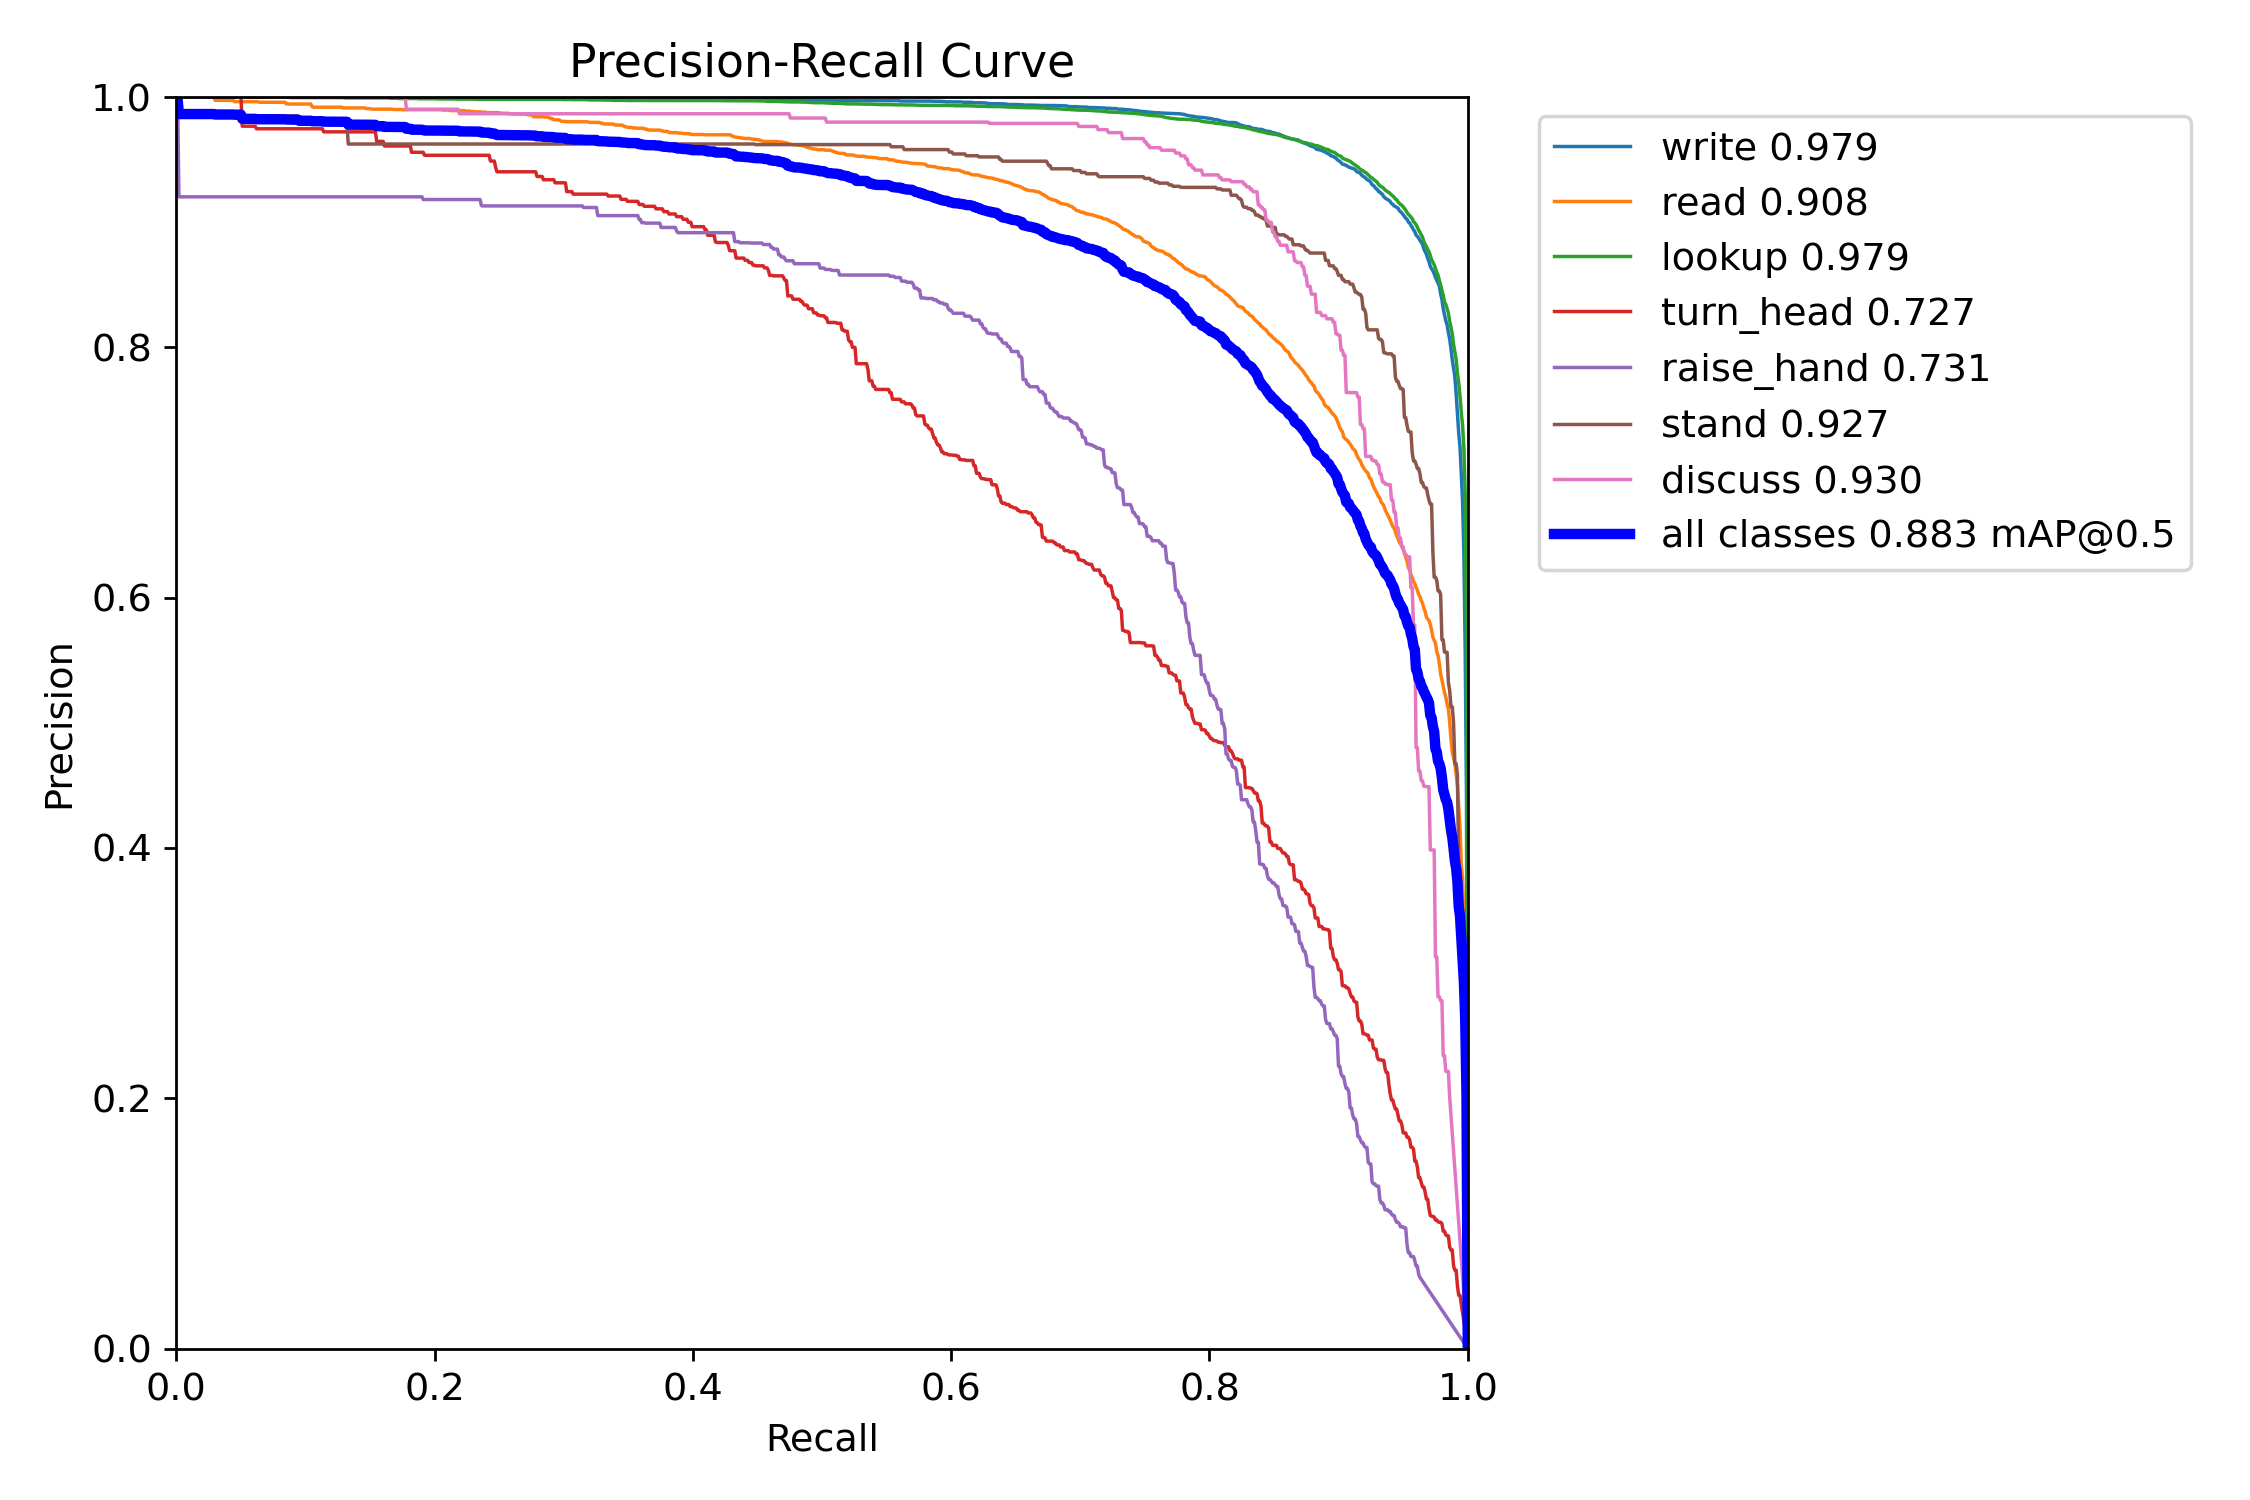 Precision-Recall Curve
1.0
0.8
0.6
0.4
0.2
0.0
Precision
0.0 0.2 0.4 0.6 0.8 1.0
Recall
write 0.979
read 0.908
lookup 0.979
turn_head 0.727
raise_hand 0.731
stand 0.927
discuss 0.930
all classes 0.883 mAP@0.5